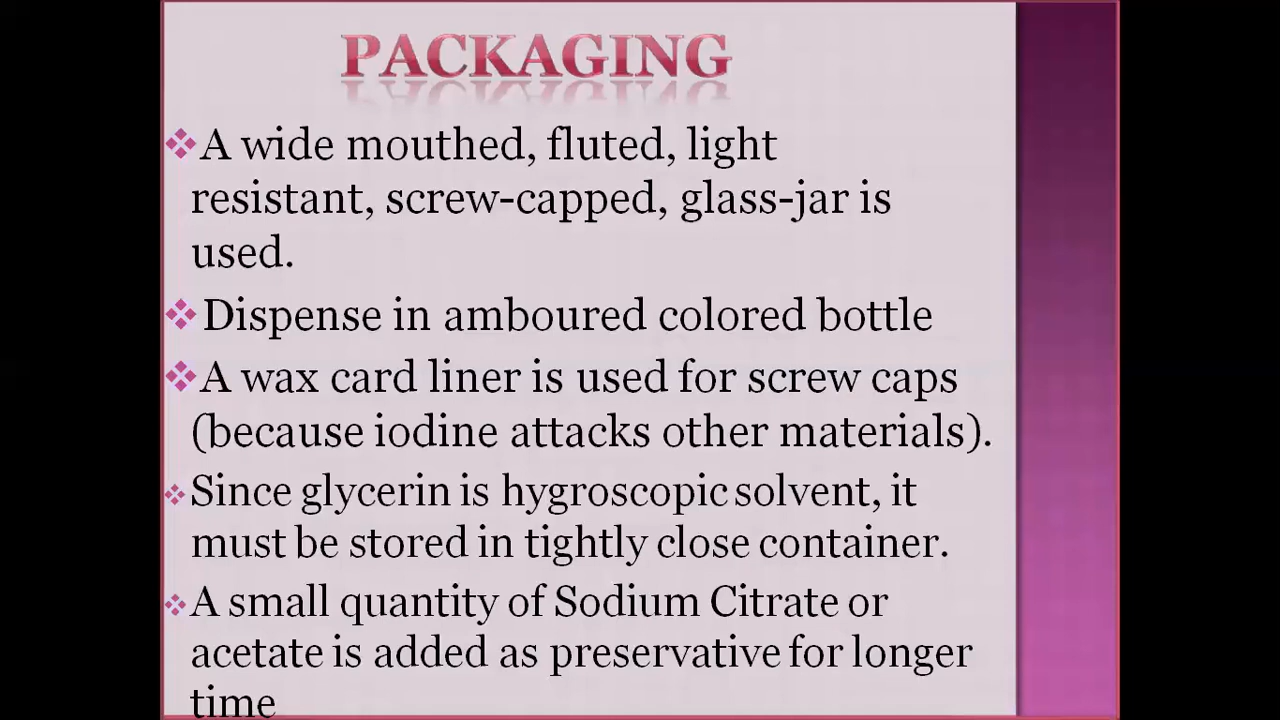 PACKAGING
A wide mouthed, fluted, light
resistant, screw-capped, glass-jar is
used.
Dispense in amboured colored bottle
A wax card liner is used for screw caps
(because iodine attacks other materials).
Since glycerin is hygroscopic solvent, it
must be stored in tightly close container.
A small quantity of Sodium Citrate or
acetate is added as preservative for longer
time